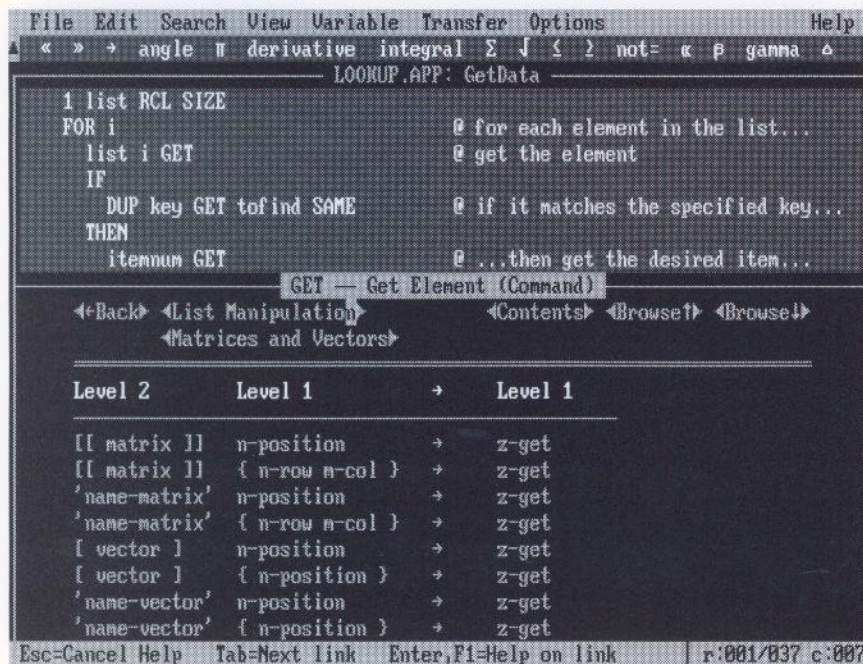 File Edit Search View Variable Transfer Options Help
« » → angle π derivative integral Σ √ ≤ ≥ not= α β gamma Δ
LOOKUP.APP: GetData
1 list RCL SIZE
FOR i @ for each element in the list...
list i GET @ get the element
IF
DUP key GET tofind SAME @ if it matches the specified key...
THEN
itemnum GET @ ...then get the desired item...
GET — Get Element (Command)
◄←Back► ◄List Manipulation► ◄Contents► ◄Browse↑► ◄Browse↓►
◄Matrices and Vectors►
Level 2 Level 1 → Level 1
[[ matrix ]] n-position → z-get
[[ matrix ]] { n-row m-col } → z-get
'name-matrix' n-position → z-get
'name-matrix' { n-row m-col } → z-get
[ vector ] n-position → z-get
[ vector ] { n-position } → z-get
'name-vector' n-position → z-get
'name-vector' { n-position } → z-get
Esc=Cancel Help Tab=Next link Enter,F1=Help on link r:001/037